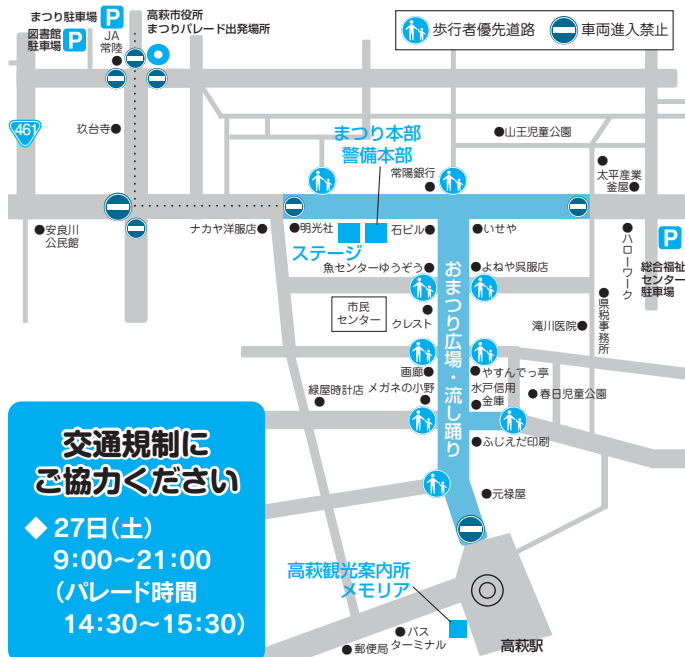 まつり駐車場
P
図書館
駐車場
P
JA
常陸
高萩市役所
まつりパレード出発場所
歩行者優先道路
車両進入禁止
461
玖台寺
まつり本部
警備本部
常陽銀行
山王児童公園
太平産業
釜屋
安良川
公民館
ナカヤ洋服店
明光社
ステージ
石ビル
いせや
ハローワーク
P
総合福祉
センター
駐車場
魚センターゆうぞう
よねや呉服店
おまつり広場・流し踊り
市民
センター
クレスト
滝川医院
県税事務所
画廊
メガネの小野
緑屋時計店
やすんでっ亭
水戸信用
金庫
春日児童公園
ふじえだ印刷
元禄屋
交通規制に
ご協力ください
◆ 27日(土)
9:00〜21:00
(パレード時間
14:30〜15:30)
高萩観光案内所
メモリア
バス
ターミナル
郵便局
高萩駅